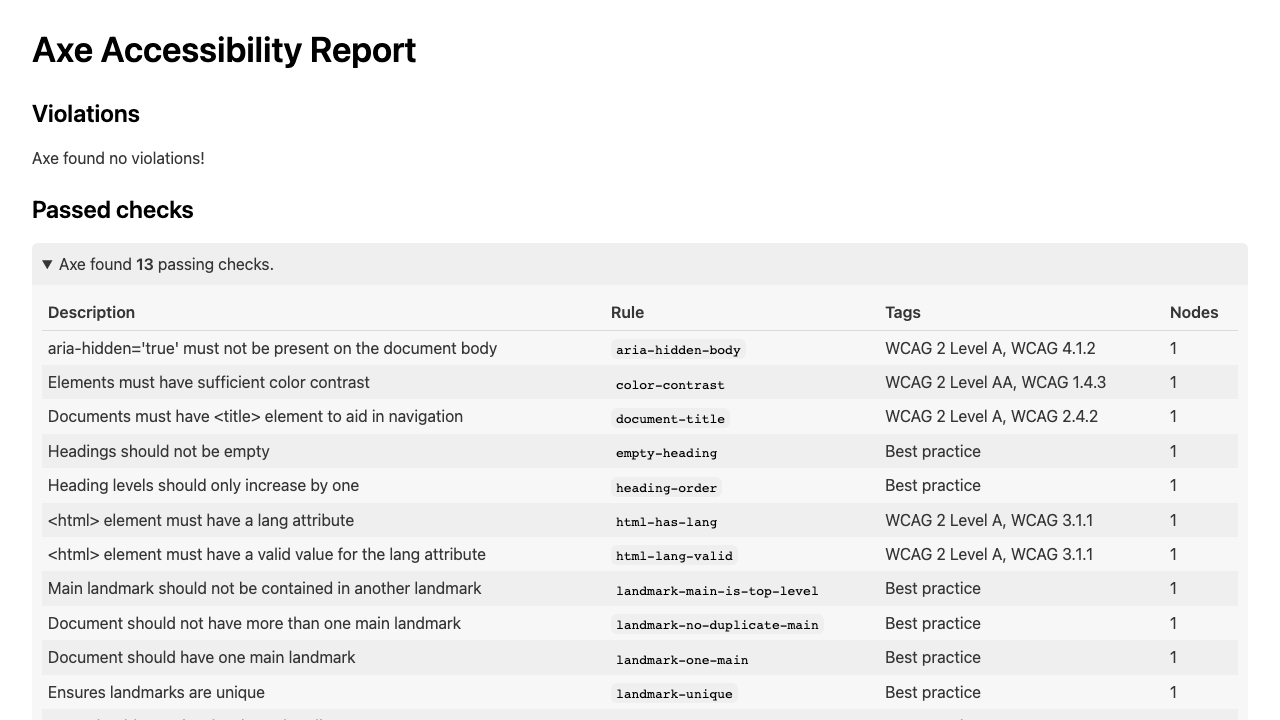 Axe Accessibility Report
Violations
Axe found no violations!
Passed checks
▼ Axe found 13 passing checks.
Description Rule Tags Nodes
aria-hidden='true' must not be present on the document body aria-hidden-body WCAG 2 Level A, WCAG 4.1.2 1
Elements must have sufficient color contrast color-contrast WCAG 2 Level AA, WCAG 1.4.3 1
Documents must have <title> element to aid in navigation document-title WCAG 2 Level A, WCAG 2.4.2 1
Headings should not be empty empty-heading Best practice 1
Heading levels should only increase by one heading-order Best practice 1
<html> element must have a lang attribute html-has-lang WCAG 2 Level A, WCAG 3.1.1 1
<html> element must have a valid value for the lang attribute html-lang-valid WCAG 2 Level A, WCAG 3.1.1 1
Main landmark should not be contained in another landmark landmark-main-is-top-level Best practice 1
Document should not have more than one main landmark landmark-no-duplicate-main Best practice 1
Document should have one main landmark landmark-one-main Best practice 1
Ensures landmarks are unique landmark-unique Best practice 1